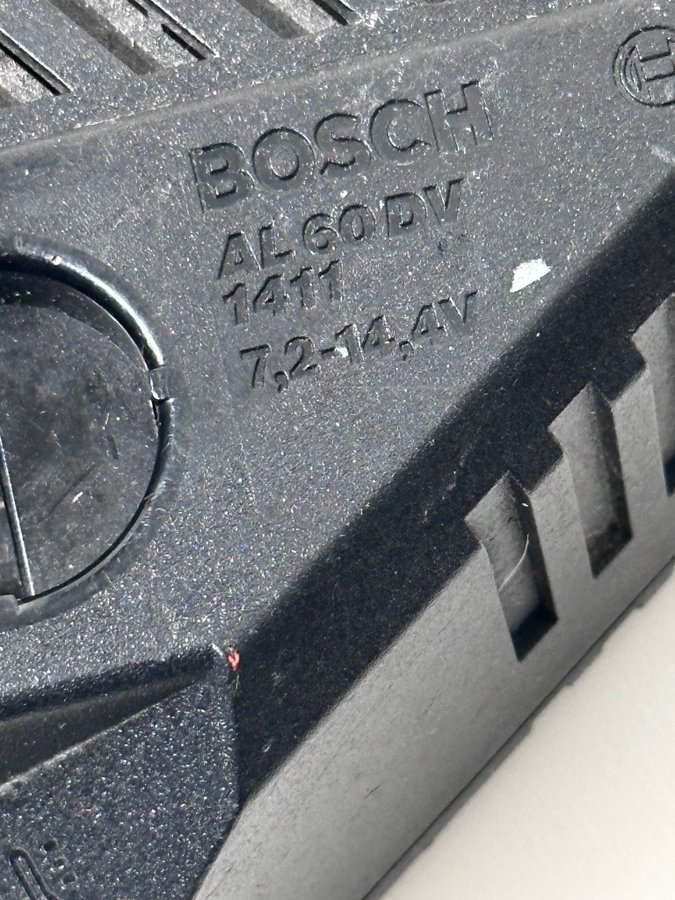 BOSCH
AL 60 DV
1411
7,2-14,4V